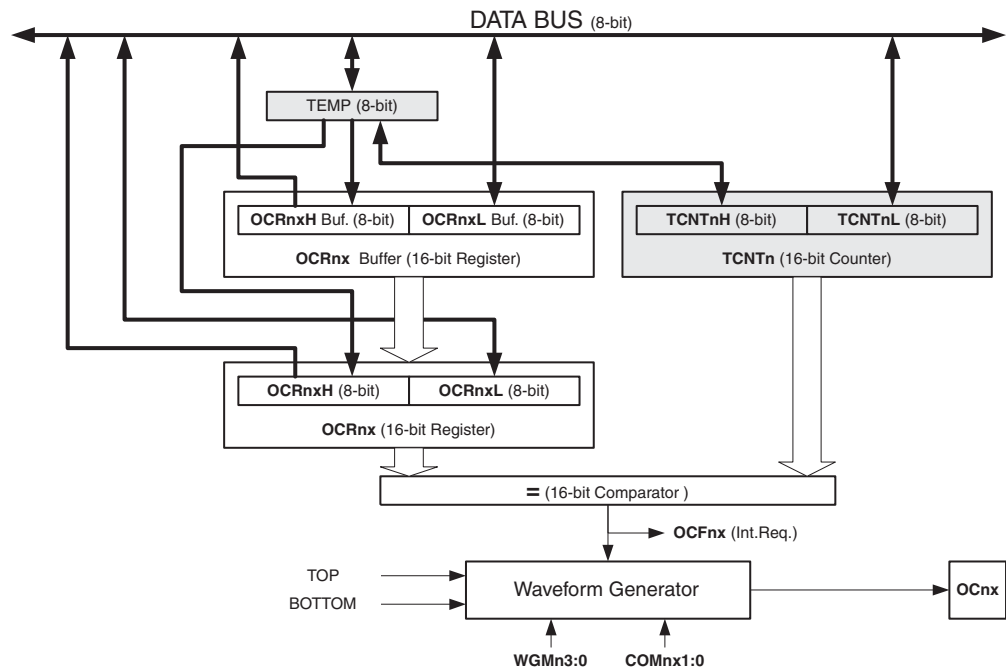 DATA BUS (8-bit)
TEMP (8-bit)
OCRnxH Buf. (8-bit) OCRnxL Buf. (8-bit)
OCRnx Buffer (16-bit Register)
TCNTnH (8-bit) TCNTnL (8-bit)
TCNTn (16-bit Counter)
OCRnxH (8-bit) OCRnxL (8-bit)
OCRnx (16-bit Register)
= (16-bit Comparator )
OCFnx (Int.Req.)
TOP
BOTTOM
Waveform Generator
OCnx
WGMn3:0 COMnx1:0